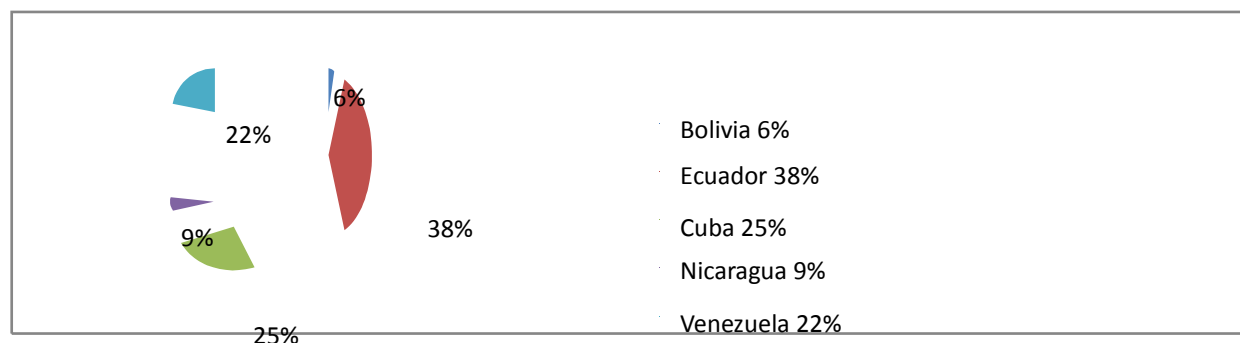 6%
22%
38%
9%
25%
Bolivia 6%
Ecuador 38%
Cuba 25%
Nicaragua 9%
Venezuela 22%